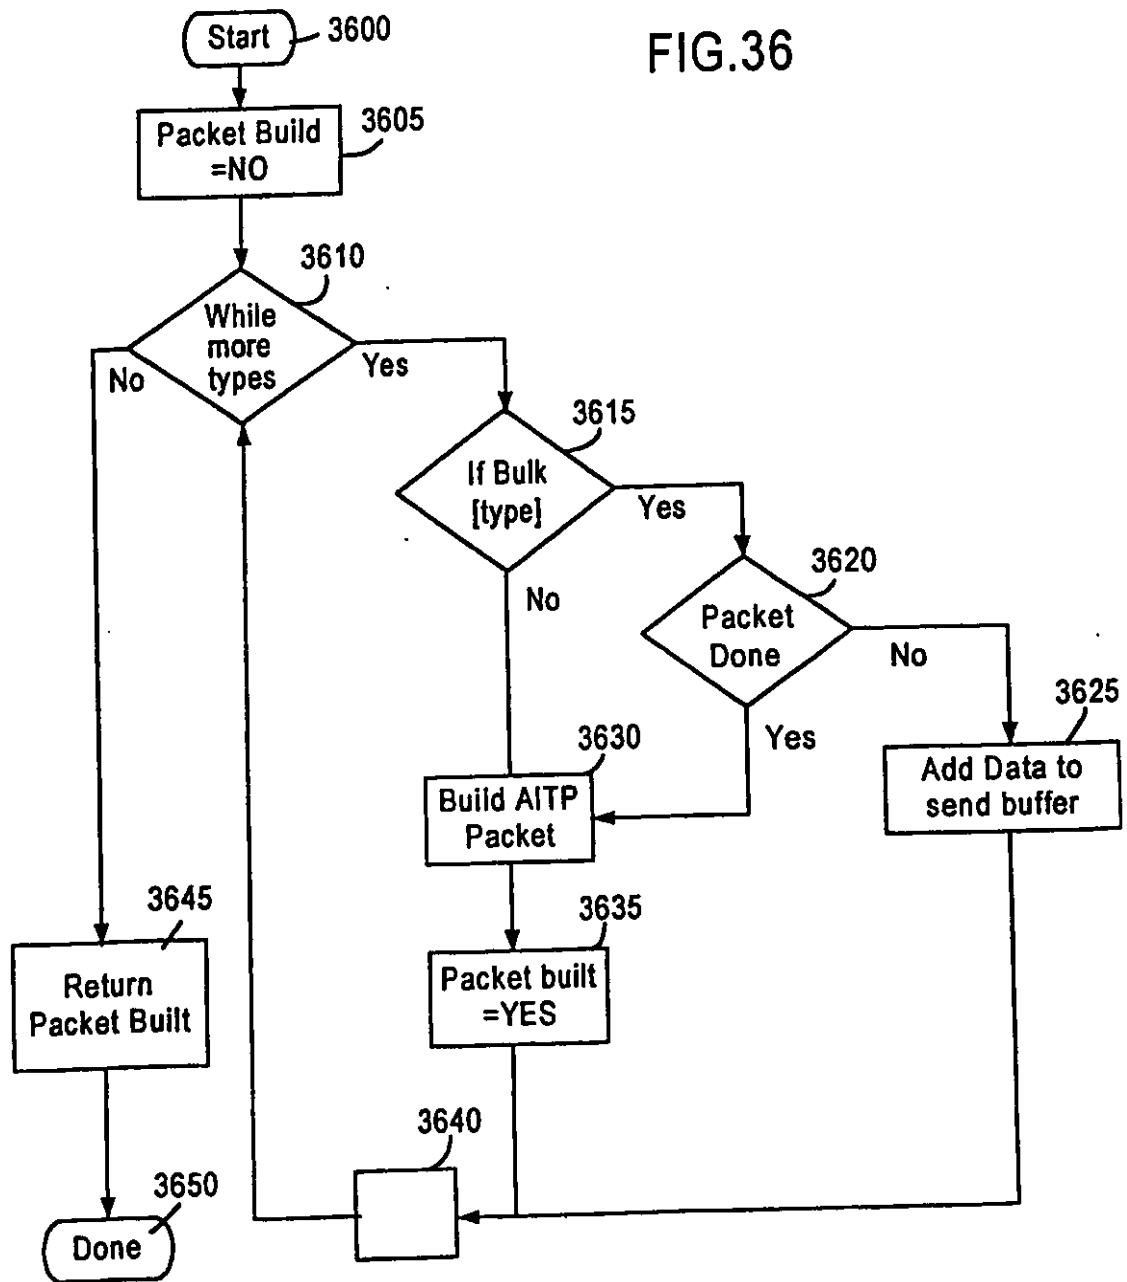 FIG.36
Start
3600
Packet Build
=NO
3605
While
more
types
3610
No
Yes
If Bulk
[type]
3615
Yes
No
Packet
Done
3620
No
Yes
Add Data to
send buffer
3625
Build AITP
Packet
3630
Packet built
=YES
3635
3640
Return
Packet Built
3645
Done
3650